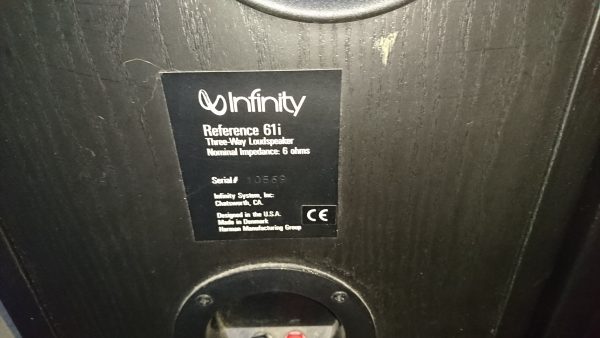 Infinity
Reference 61i
Three-Way Loudspeaker
Nominal Impedance: 6 ohms
Serial# 10569
Infinity System, Inc:
Chatsworth, CA.
Designed in the U.S.A.
Made in Denmark
Harman Manufacturing Group
CE